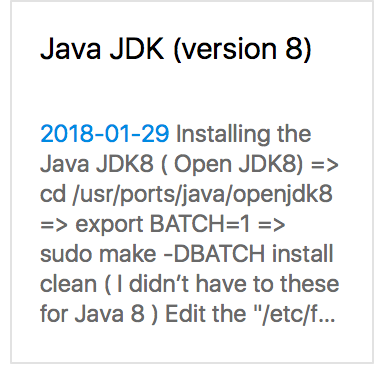 Java JDK (version 8)
2018-01-29 Installing the
Java JDK8 ( Open JDK8) =>
cd /usr/ports/java/openjdk8
=> export BATCH=1 =>
sudo make -DBATCH install
clean ( I didn’t have to these
for Java 8 ) Edit the "/etc/f...